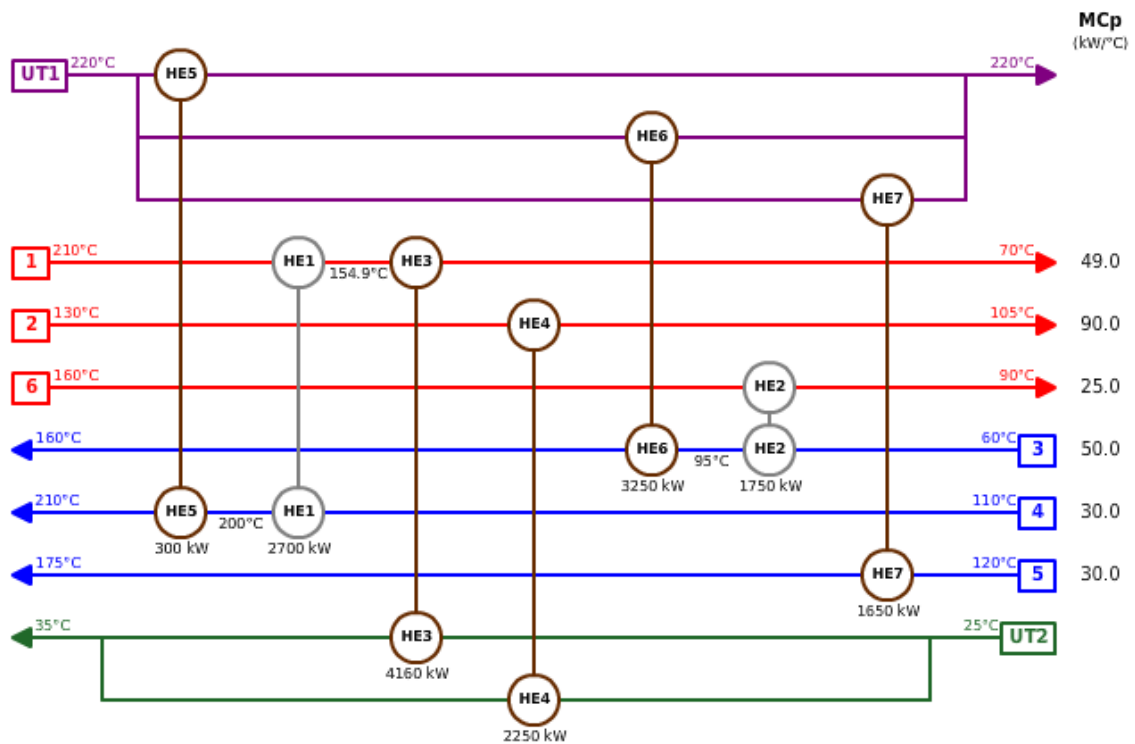 MCp
(kW/°C)
UT1 220°C HE5 220°C
HE6
HE7
1 210°C HE1 154.9°C HE3 70°C 49.0
2 130°C HE4 105°C 90.0
6 160°C HE2 90°C 25.0
160°C HE6 95°C HE2 60°C 3 50.0
3250 kW 1750 kW
210°C HE5 200°C HE1 110°C 4 30.0
300 kW 2700 kW
175°C HE7 120°C 5 30.0
1650 kW
35°C HE3 25°C UT2
4160 kW
HE4
2250 kW